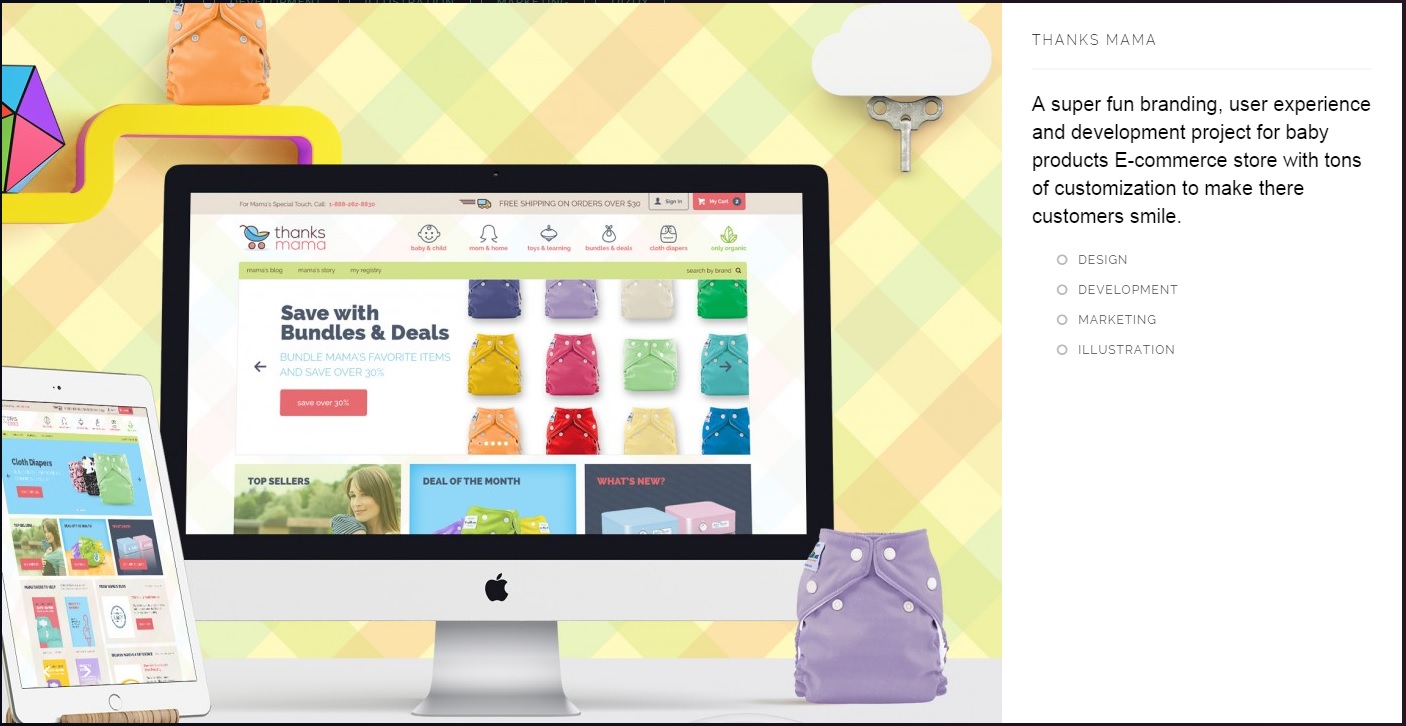 For Mama's Special Touch, Call: 1-888-262-8830
FREE SHIPPING ON ORDERS OVER $30
Sign In
My Cart
2
thanks
mama
baby & child
mom & home
toys & learning
bundles & deals
cloth diapers
only organic
mama's blog
mama's story
my registry
search by brand
Save with
Bundles & Deals
BUNDLE MAMA'S FAVORITE ITEMS
AND SAVE OVER 30%
save over 30%
TOP SELLERS
DEAL OF THE MONTH
WHAT'S NEW?
Cloth Diapers
THANKS MAMA
A super fun branding, user experience
and development project for baby
products E-commerce store with tons
of customization to make there
customers smile.
DESIGN
DEVELOPMENT
MARKETING
ILLUSTRATION